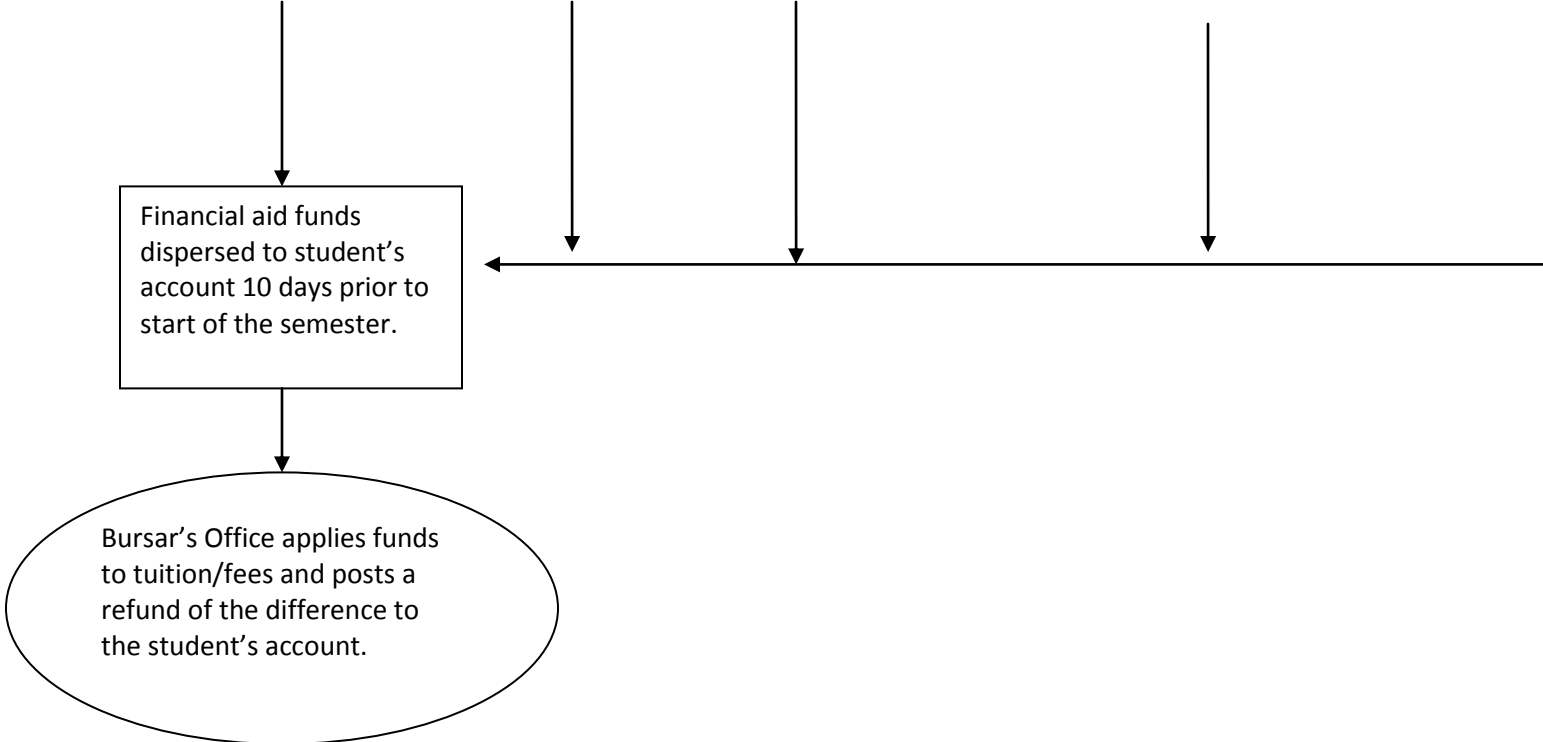 Financial aid funds
dispersed to student’s
account 10 days prior to
start of the semester.
Bursar’s Office applies funds
to tuition/fees and posts a
refund of the difference to
the student’s account.